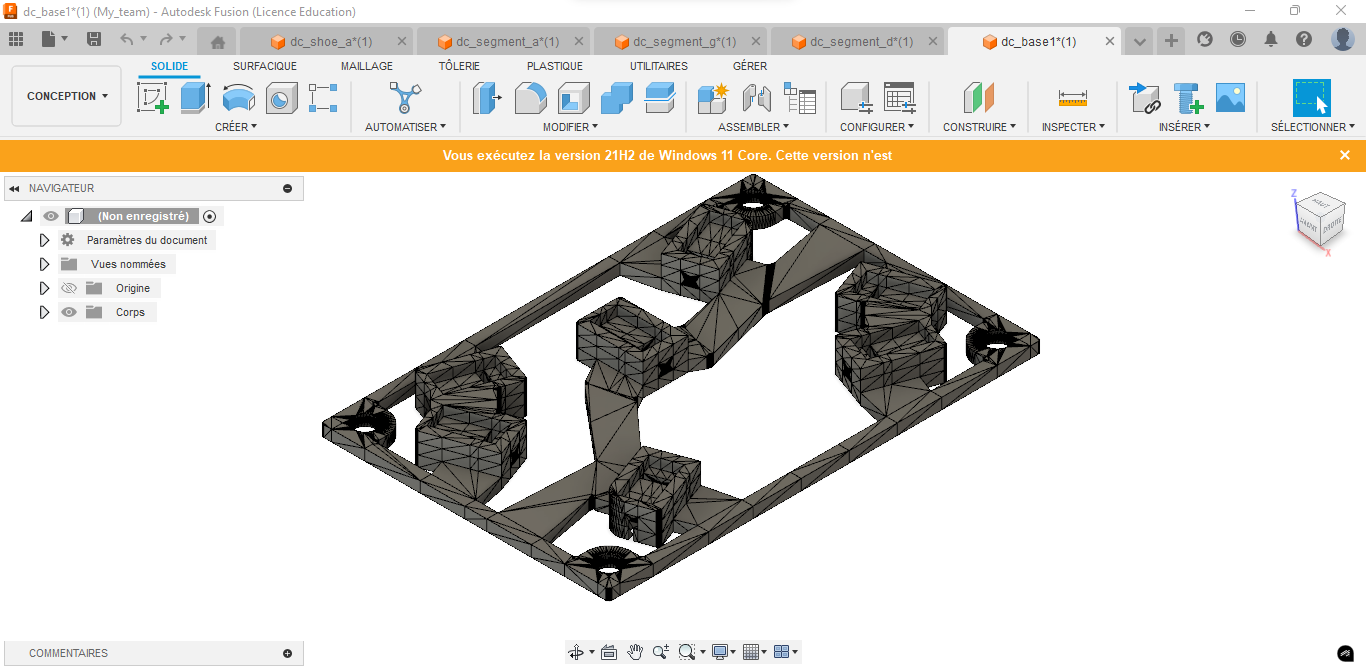 dc_base1*(1) (My_team) - Autodesk Fusion (Licence Education)
dc_shoe_a*(1)
dc_segment_a*(1)
dc_segment_g*(1)
dc_segment_d*(1)
dc_base1*(1)
SOLIDE
SURFACIQUE
MAILLAGE
TÔLERIE
PLASTIQUE
UTILITAIRES
GÉRER
CONCEPTION
CRÉER
AUTOMATISER
MODIFIER
ASSEMBLER
CONFIGURER
CONSTRUIRE
INSPECTER
INSÉRER
SÉLECTIONNER
Vous exécutez la version 21H2 de Windows 11 Core. Cette version n'est
NAVIGATEUR
(Non enregistré)
Paramètres du document
Vues nommées
Origine
Corps
Z
HAUT
DROITE
X
COMMENTAIRES